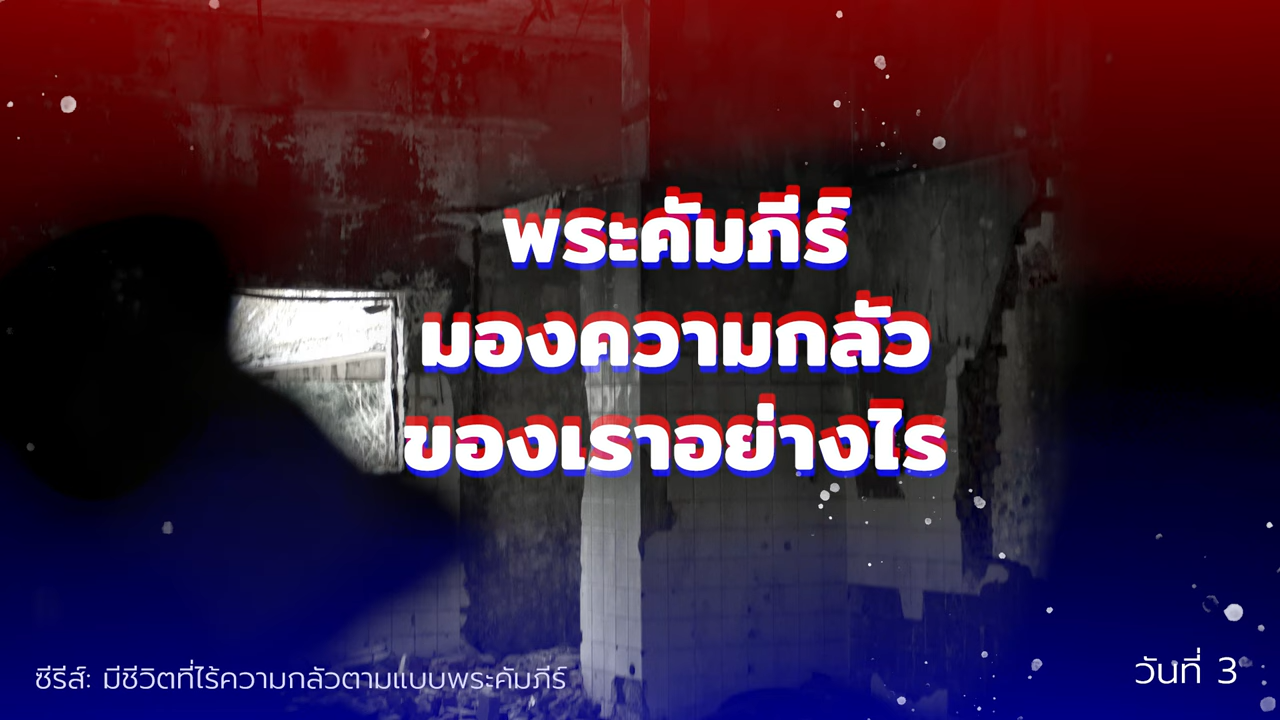 พระคัมภีร์
มองความกลัว
ของเราอย่างไร
ซีรีส์: มีชีวิตที่ไร้ความกลัวตามแบบพระคัมภีร์
วันที่ 3